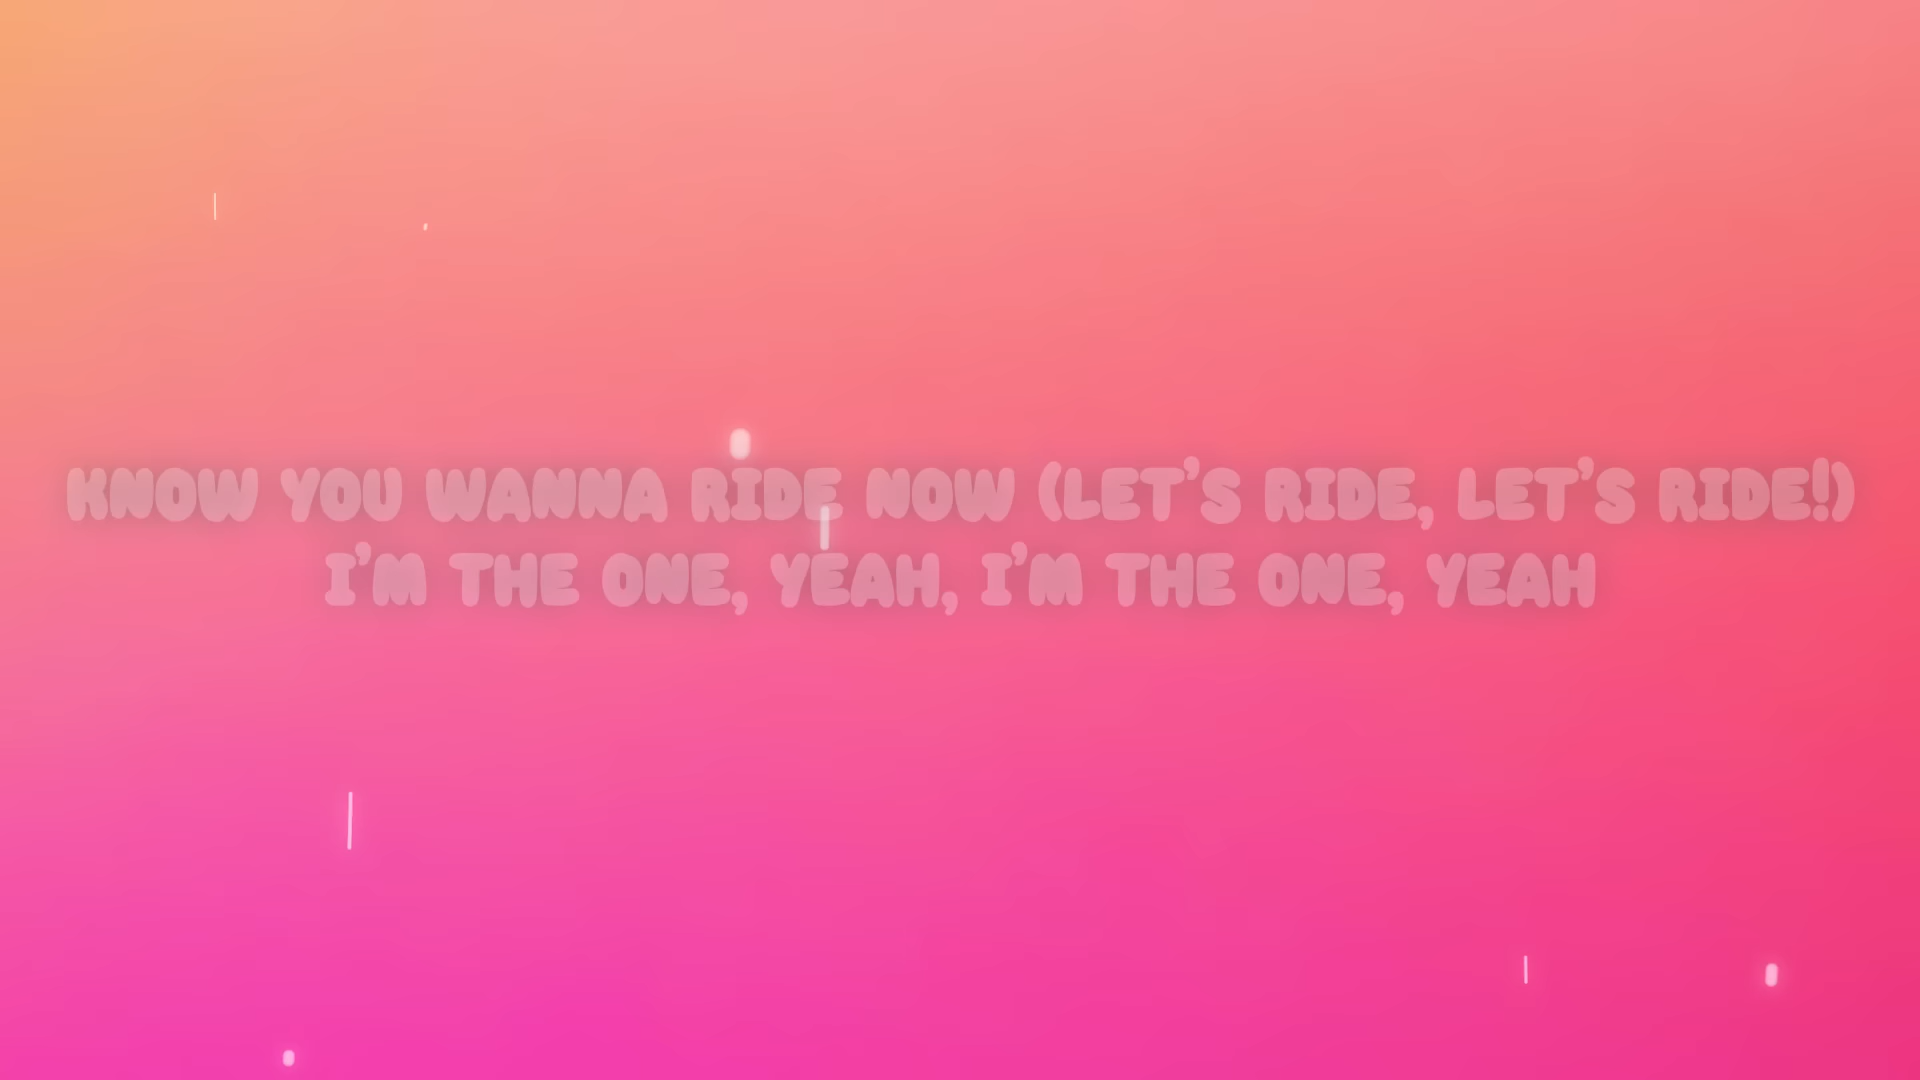 KNOW YOU WANNA RIDE NOW (LET'S RIDE, LET'S RIDE!)
I'M THE ONE, YEAH, I'M THE ONE, YEAH